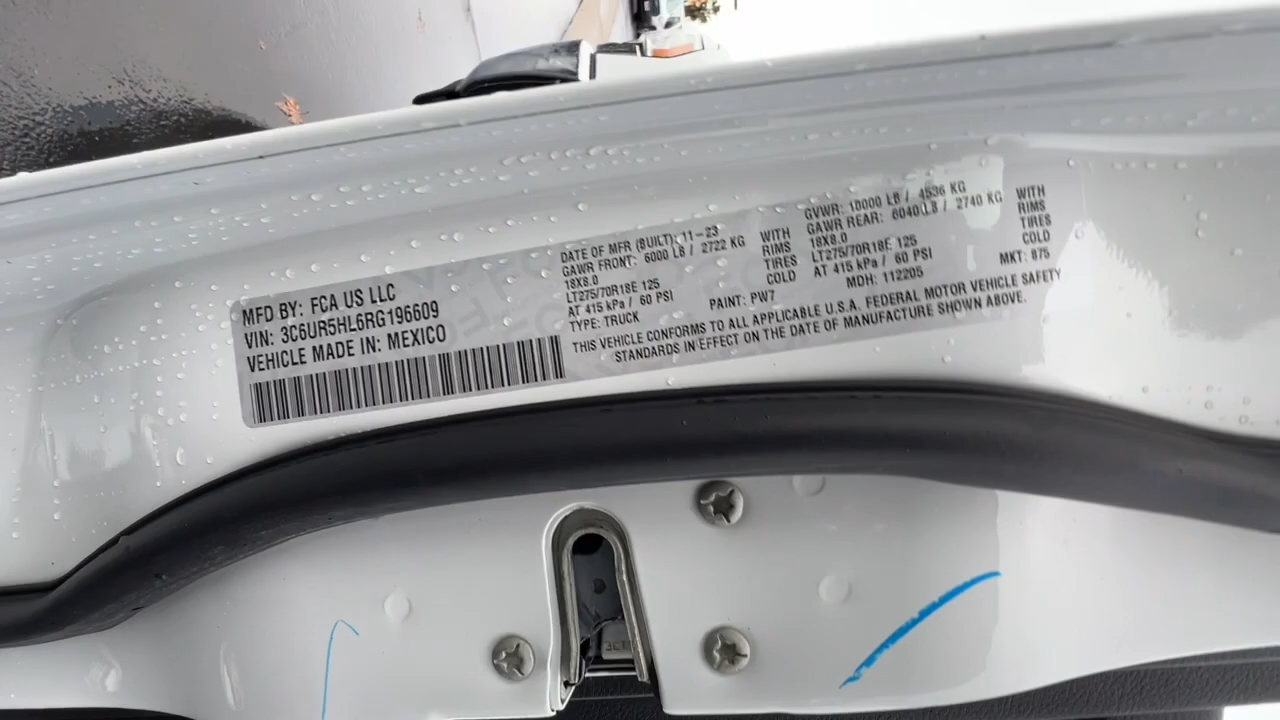 MFD BY: FCA US LLC
VIN: 3C6UR5HL6RG196609
VEHICLE MADE IN: MEXICO
DATE OF MFR (BUILT): 11-23
GAWR FRONT: 6000 LB / 2722 KG WITH
18X8.0 RIMS
LT275/70R18E 125 TIRES
AT 415 kPa / 60 PSI COLD
TYPE: TRUCK PAINT: PW7
GVWR: 10000 LB / 4536 KG
GAWR REAR: 6040 LB / 2740 KG WITH
18X8.0 RIMS
LT275/70R18E 125 TIRES
AT 415 kPa / 60 PSI COLD
MDH: 112205 MKT: 875
THIS VEHICLE CONFORMS TO ALL APPLICABLE U.S.A. FEDERAL MOTOR VEHICLE SAFETY
STANDARDS IN EFFECT ON THE DATE OF MANUFACTURE SHOWN ABOVE.